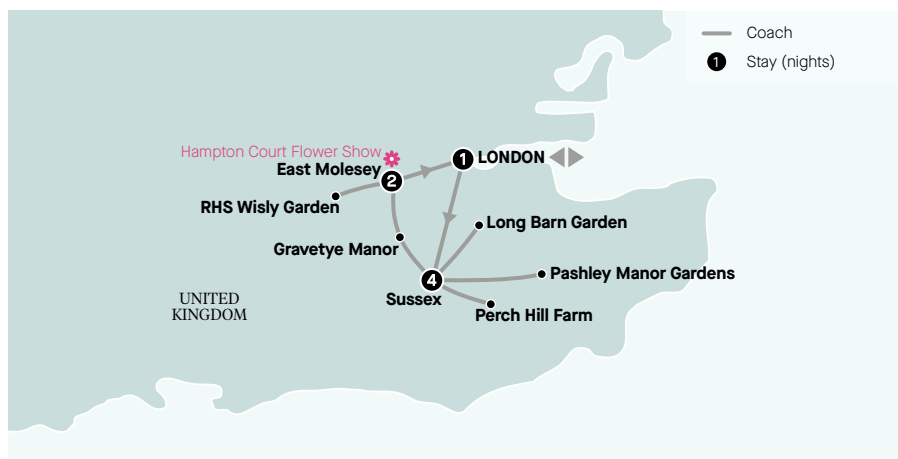 Coach
1 Stay (nights)
Hampton Court Flower Show
East Molesey
2
1 LONDON
RHS Wisly Garden
Long Barn Garden
Gravetye Manor
4
Sussex
Pashley Manor Gardens
Perch Hill Farm
UNITED
KINGDOM